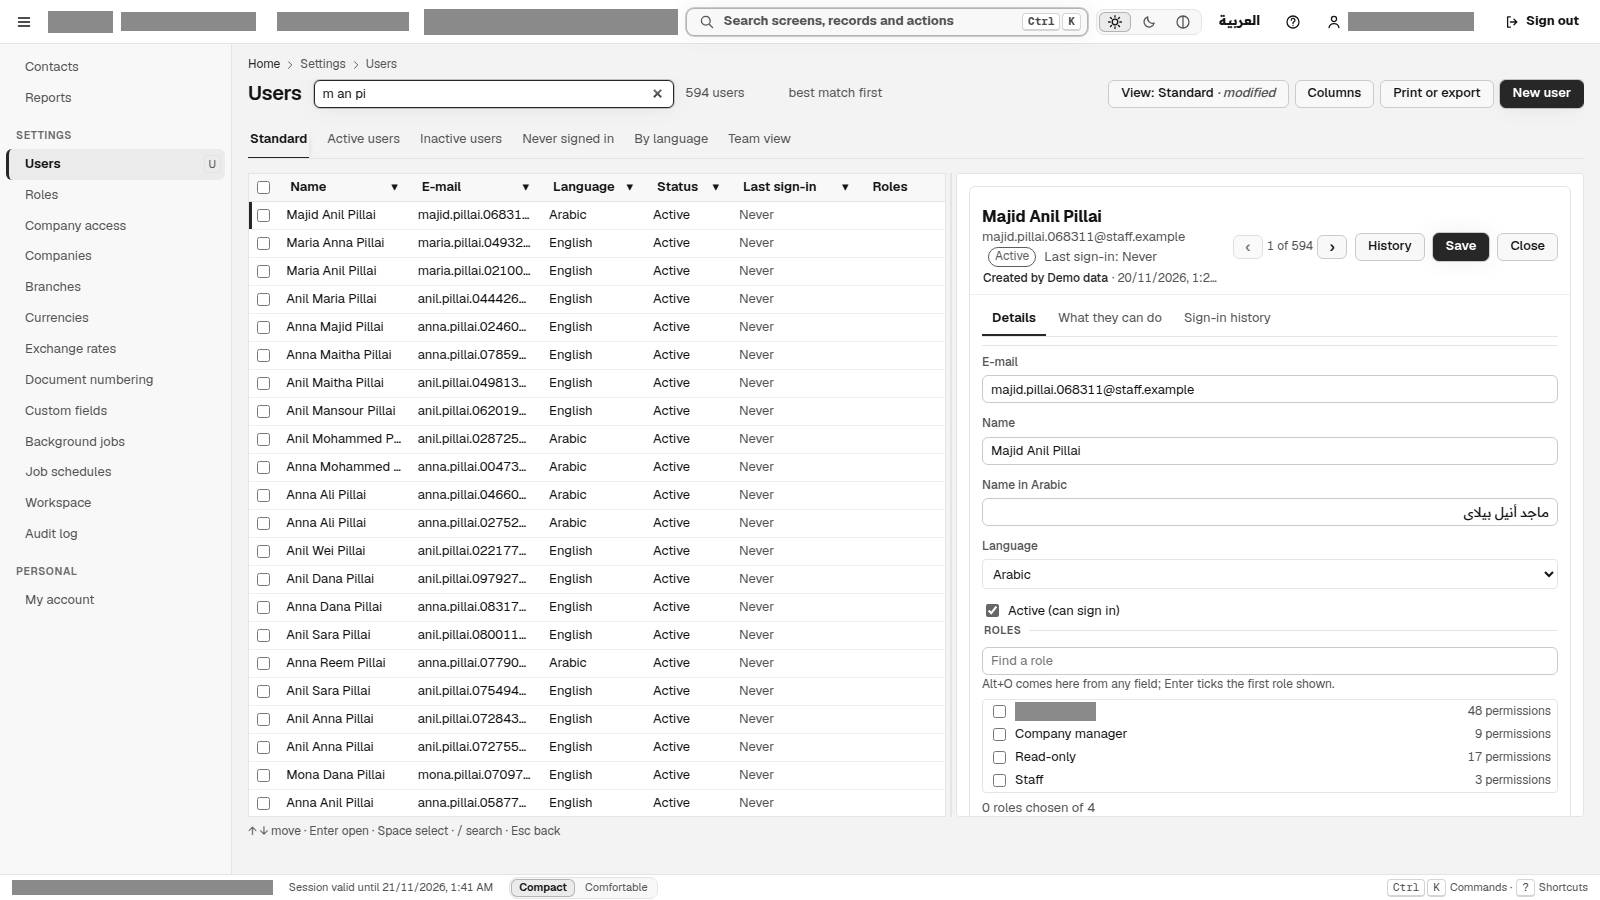 Search screens, records and actions Ctrl K العربية Sign out
Contacts
Reports
SETTINGS
Users U
Roles
Company access
Companies
Branches
Currencies
Exchange rates
Document numbering
Custom fields
Background jobs
Job schedules
Workspace
Audit log
PERSONAL
My account
Home > Settings > Users
Users m an pi × 594 users best match first View: Standard · modified Columns Print or export New user
Standard Active users Inactive users Never signed in By language Team view
Name ▼ E-mail ▼ Language ▼ Status ▼ Last sign-in ▼ Roles
Majid Anil Pillai majid.pillai.06831... Arabic Active Never
Maria Anna Pillai maria.pillai.04932... English Active Never
Maria Anil Pillai maria.pillai.02100... English Active Never
Anil Maria Pillai anil.pillai.044426... English Active Never
Anna Majid Pillai anna.pillai.02460... English Active Never
Anna Maitha Pillai anna.pillai.07859... English Active Never
Anil Maitha Pillai anil.pillai.049813... English Active Never
Anil Mansour Pillai anil.pillai.062019... English Active Never
Anil Mohammed P... anil.pillai.028725... Arabic Active Never
Anna Mohammed ... anna.pillai.00473... Arabic Active Never
Anna Ali Pillai anna.pillai.04660... Arabic Active Never
Anna Ali Pillai anna.pillai.02752... Arabic Active Never
Anil Wei Pillai anil.pillai.022177... English Active Never
Anil Dana Pillai anil.pillai.097927... English Active Never
Anna Dana Pillai anna.pillai.08317... English Active Never
Anil Sara Pillai anil.pillai.080011... English Active Never
Anna Reem Pillai anna.pillai.07790... Arabic Active Never
Anil Sara Pillai anil.pillai.075494... English Active Never
Anil Anna Pillai anil.pillai.072843... English Active Never
Anil Anna Pillai anil.pillai.072755... English Active Never
Mona Dana Pillai mona.pillai.07097... English Active Never
Anna Anil Pillai anna.pillai.05877... English Active Never
↑ ↓ move · Enter open · Space select · / search · Esc back
Majid Anil Pillai
majid.pillai.068311@staff.example
Active Last sign-in: Never
Created by Demo data · 20/11/2026, 1:2...
‹ 1 of 594 › History Save Close
Details What they can do Sign-in history
E-mail
majid.pillai.068311@staff.example
Name
Majid Anil Pillai
Name in Arabic
ماجد أنيل بيلاي
Language
Arabic
Active (can sign in)
ROLES
Find a role
Alt+O comes here from any field; Enter ticks the first role shown.
48 permissions
Company manager 9 permissions
Read-only 17 permissions
Staff 3 permissions
0 roles chosen of 4
Session valid until 21/11/2026, 1:41 AM Compact Comfortable Ctrl K Commands · ? Shortcuts